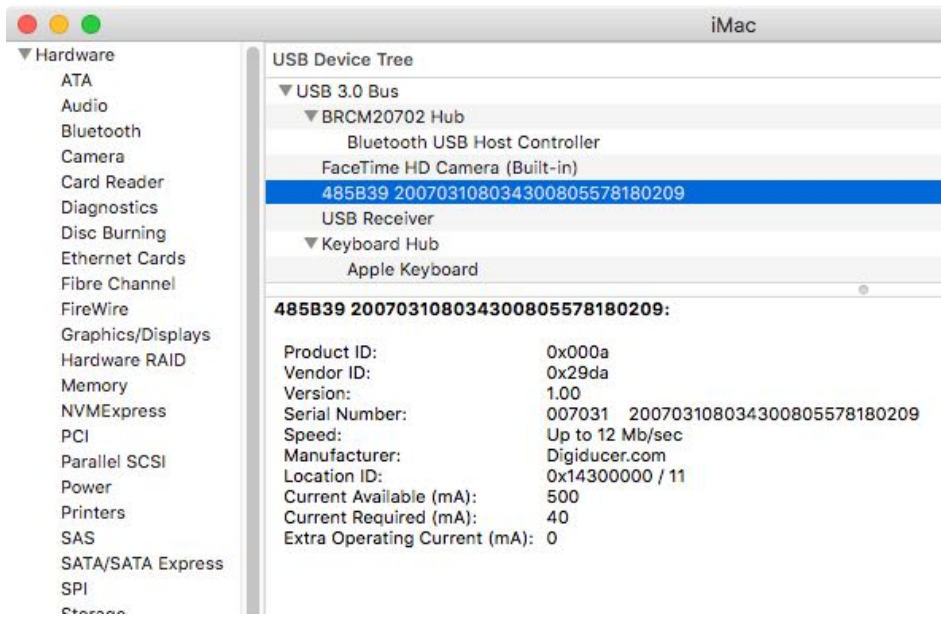 iMac
▼Hardware
ATA
Audio
Bluetooth
Camera
Card Reader
Diagnostics
Disc Burning
Ethernet Cards
Fibre Channel
FireWire
Graphics/Displays
Hardware RAID
Memory
NVMExpress
PCI
Parallel SCSI
Power
Printers
SAS
SATA/SATA Express
SPI
Storage
USB Device Tree
▼USB 3.0 Bus
▼BRCM20702 Hub
Bluetooth USB Host Controller
FaceTime HD Camera (Built-in)
485B39 2007031080343008055​78180209
USB Receiver
▼Keyboard Hub
Apple Keyboard
485B39 200703108034300805578180209:
Product ID: 0x000a
Vendor ID: 0x29da
Version: 1.00
Serial Number: 007031 200703108034300805578180209
Speed: Up to 12 Mb/sec
Manufacturer: Digiducer.com
Location ID: 0x14300000 / 11
Current Available (mA): 500
Current Required (mA): 40
Extra Operating Current (mA): 0